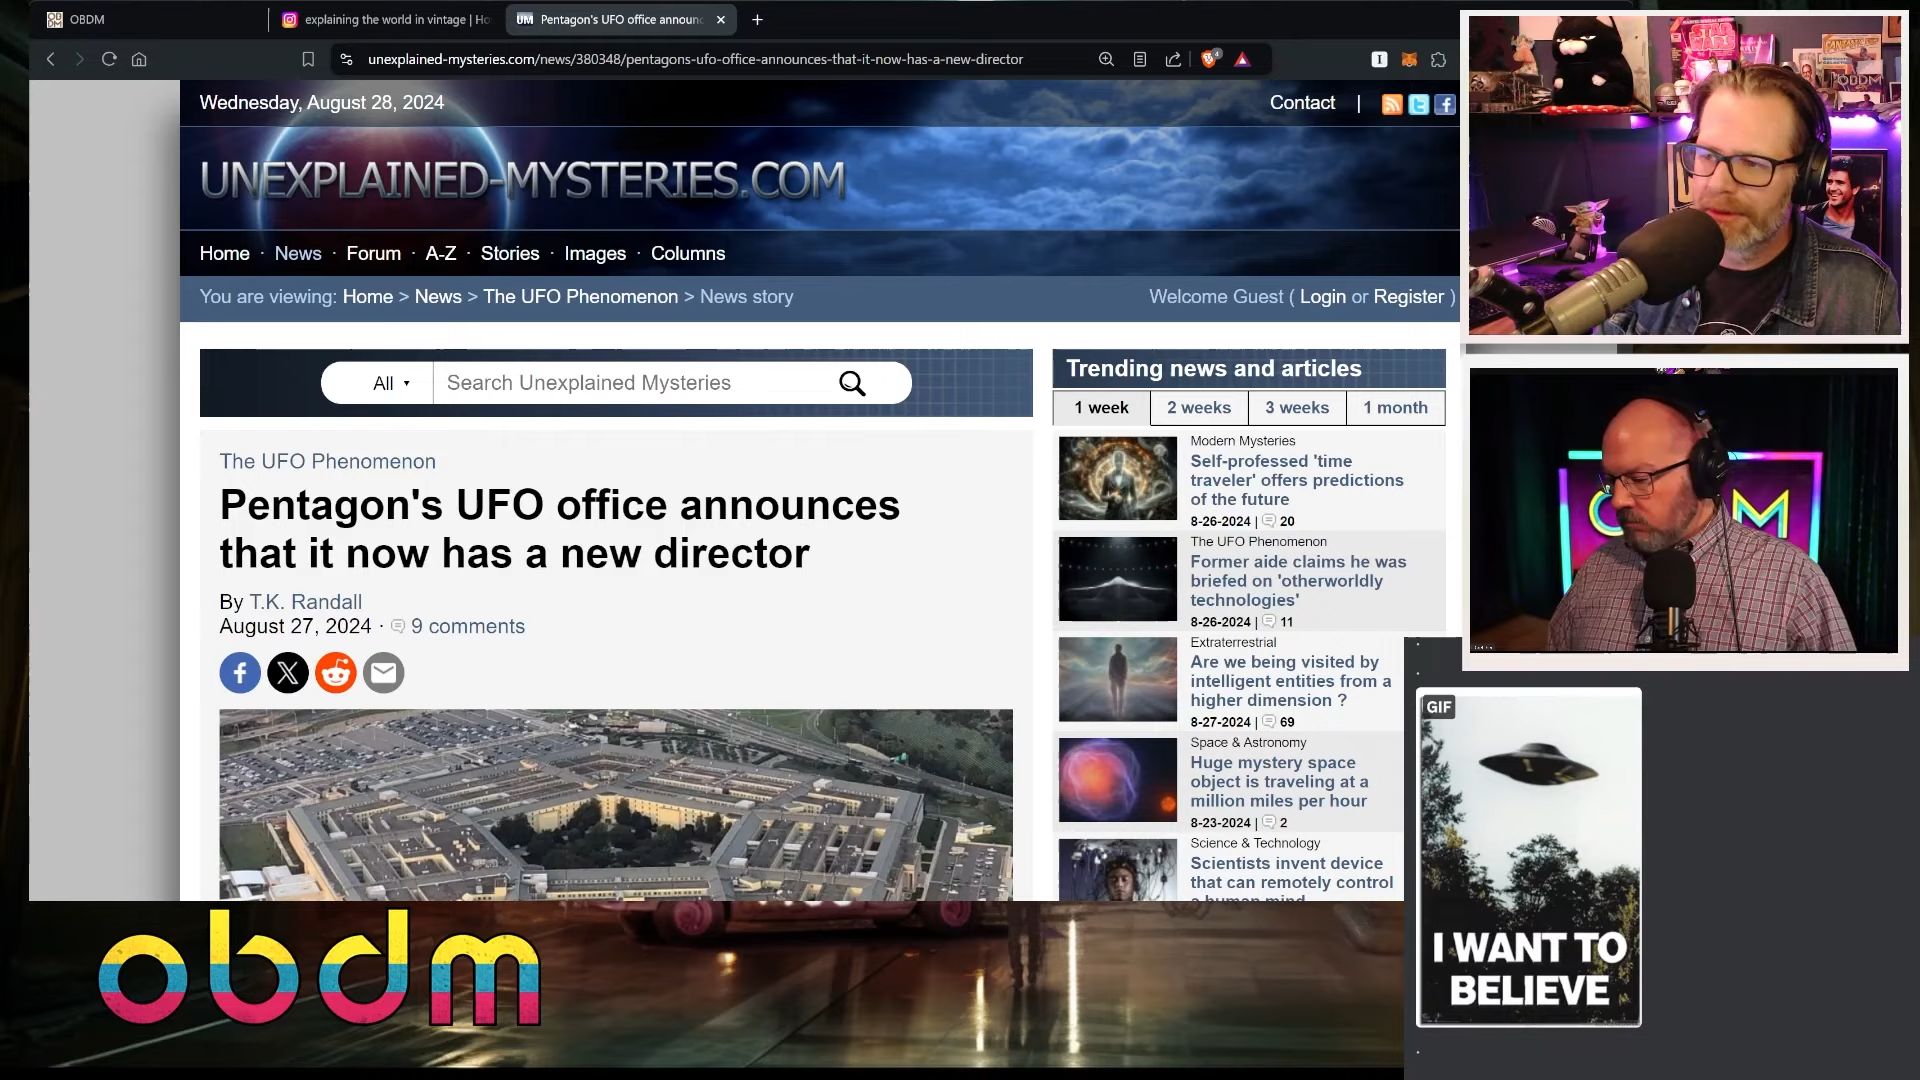 OBDM
explaining the world in vintage | Ho
UM Pentagon's UFO office announc
unexplained-mysteries.com/news/380348/pentagons-ufo-office-announces-that-it-now-has-a-new-director
4
Wednesday, August 28, 2024
Contact |
UNEXPLAINED-MYSTERIES.COM
Home · News · Forum · A-Z · Stories · Images · Columns
You are viewing: Home > News > The UFO Phenomenon > News story
Welcome Guest ( Login or Register )
All
Search Unexplained Mysteries
The UFO Phenomenon
Pentagon's UFO office announces
that it now has a new director
By T.K. Randall
August 27, 2024 · 9 comments
Trending news and articles
1 week
2 weeks
3 weeks
1 month
Modern Mysteries
Self-professed 'time
traveler' offers predictions
of the future
8-26-2024 | 20
The UFO Phenomenon
Former aide claims he was
briefed on 'otherworldly
technologies'
8-26-2024 | 11
Extraterrestrial
Are we being visited by
intelligent entities from a
higher dimension ?
8-27-2024 | 69
Space & Astronomy
Huge mystery space
object is traveling at a
million miles per hour
8-23-2024 | 2
Science & Technology
Scientists invent device
that can remotely control
a human mind
STAR WARS
OBDM
GIF
I WANT TO
BELIEVE
obdm